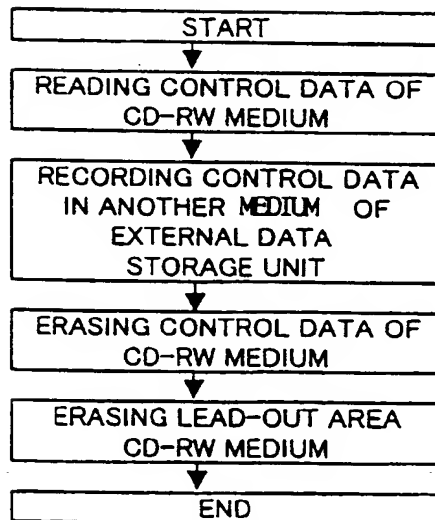 START
READING CONTROL DATA OF
CD-RW MEDIUM
RECORDING CONTROL DATA
IN ANOTHER MEDIUM OF
EXTERNAL DATA
STORAGE UNIT
ERASING CONTROL DATA OF
CD-RW MEDIUM
ERASING LEAD-OUT AREA
CD-RW MEDIUM
END